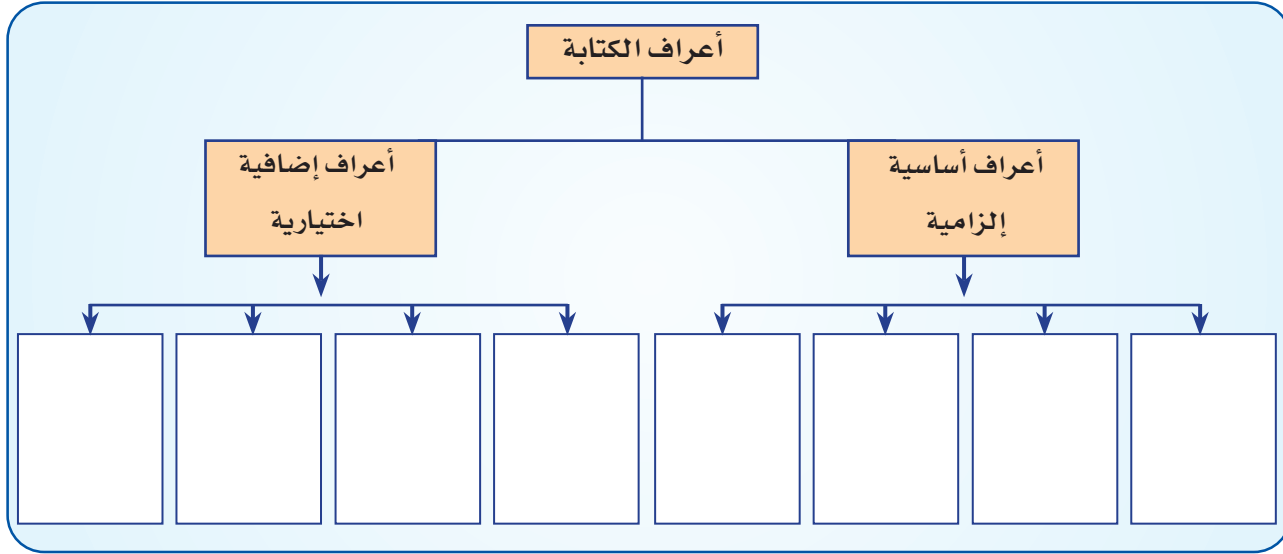 أعراف الكتابة
أعراف أساسية
إلزامية
أعراف إضافية
اختيارية